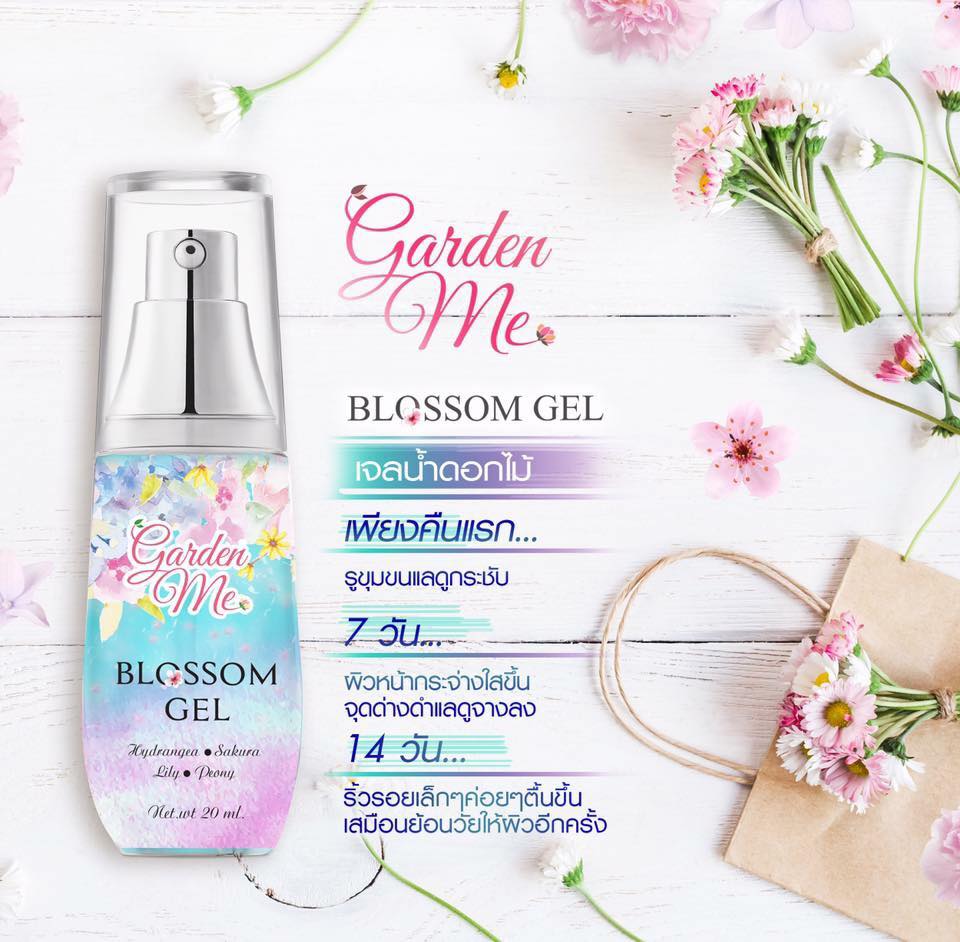 Garden
Me
BLOSSOM GEL
เจลน้ำดอกไม้
เพียงคืนแรก...
รูขุมขนแลดูกระชับ
7 วัน...
ผิวหน้ากระจ่างใสขึ้น
จุดด่างดำแลดูจางลง
14 วัน...
ริ้วรอยเล็กๆค่อยๆตื้นขึ้น
เสมือนย้อนวัยให้ผิวอีกครั้ง
Garden
Me
BLOSSOM
GEL
Hydrangea ● Sakura
Lily ● Peony
Net.wt 20 ml.